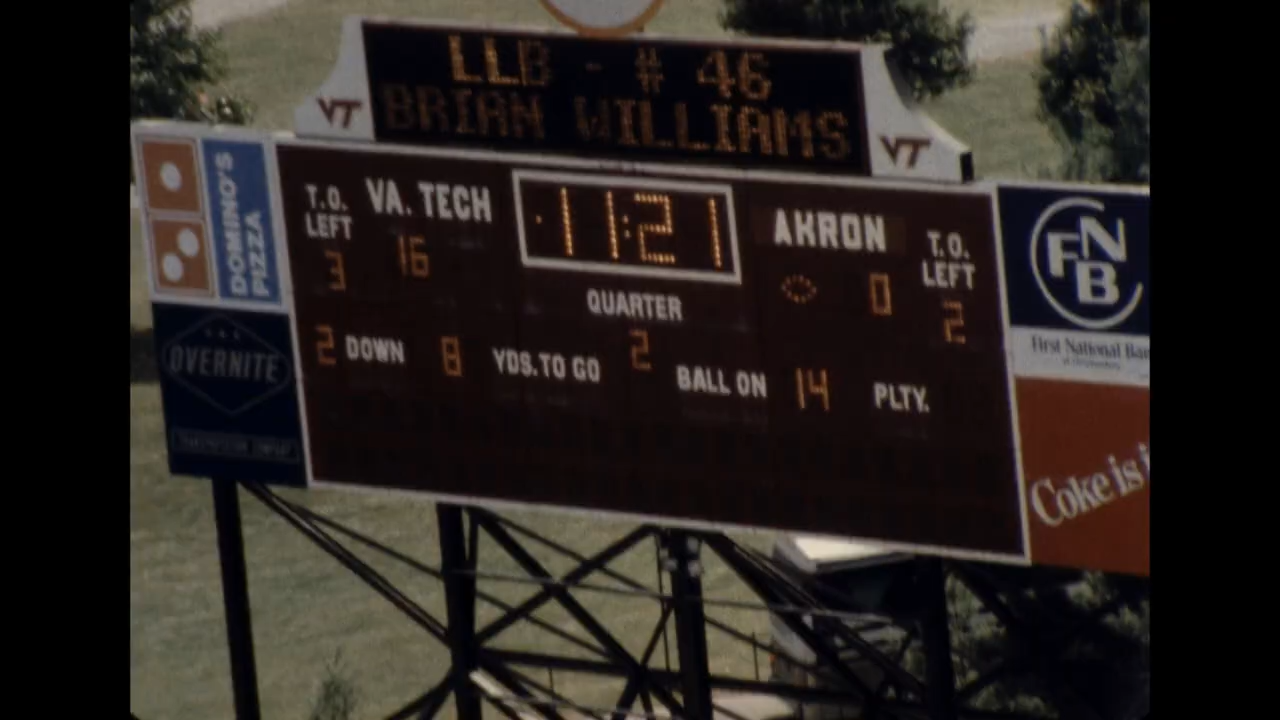 LLB - # 46
BRIAN WILLIAMS
VT
VT
DOMINO'S
PIZZA
OVERNITE
T.O.
LEFT
3
VA. TECH
16
11:21
AKRON
0
T.O.
LEFT
2
QUARTER
2
2 DOWN 8 YDS. TO GO
BALL ON 14 PLTY.
FNB
First National Ban
Coke is i